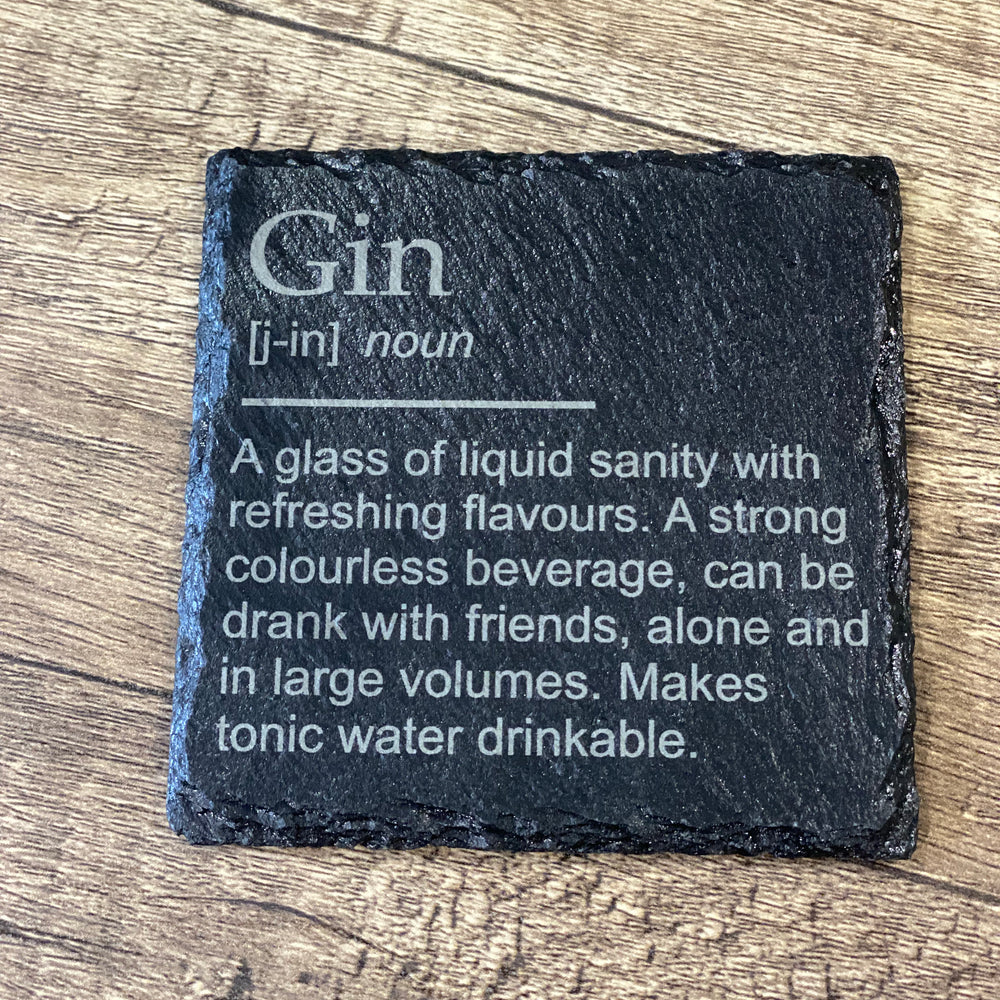 Gin
[j-in] noun
A glass of liquid sanity with
refreshing flavours. A strong
colourless beverage, can be
drank with friends, alone and
in large volumes. Makes
tonic water drinkable.